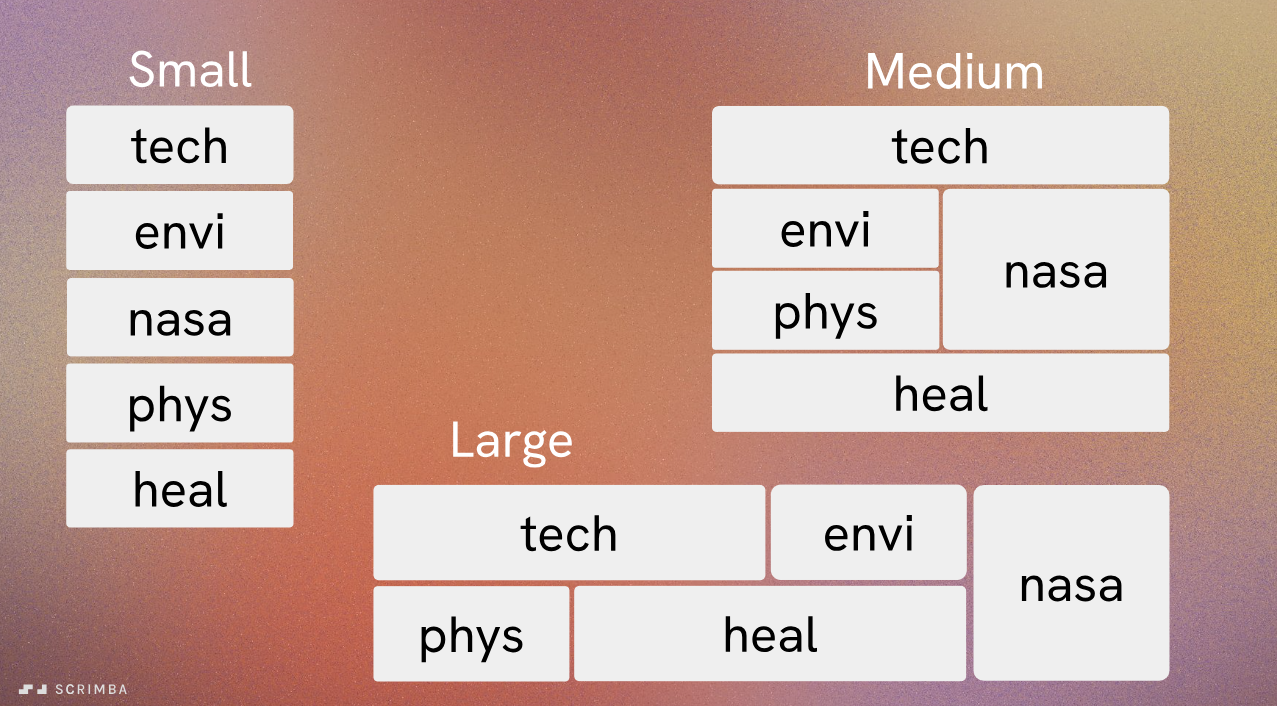 Small
tech
envi
nasa
phys
heal
Medium
tech
envi
nasa
phys
heal
Large
tech
envi
nasa
phys
heal
SCRIMBA